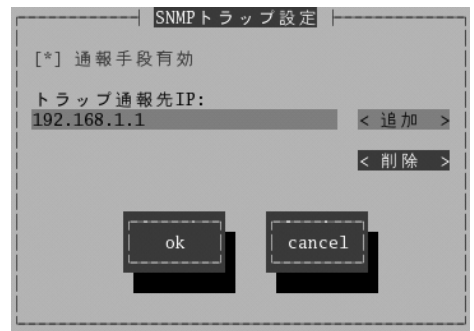 SNMPトラップ設定
[*] 通報手段有効
トラップ通報先IP:
192.168.1.1 < 追加 >
< 削除 >
ok cancel